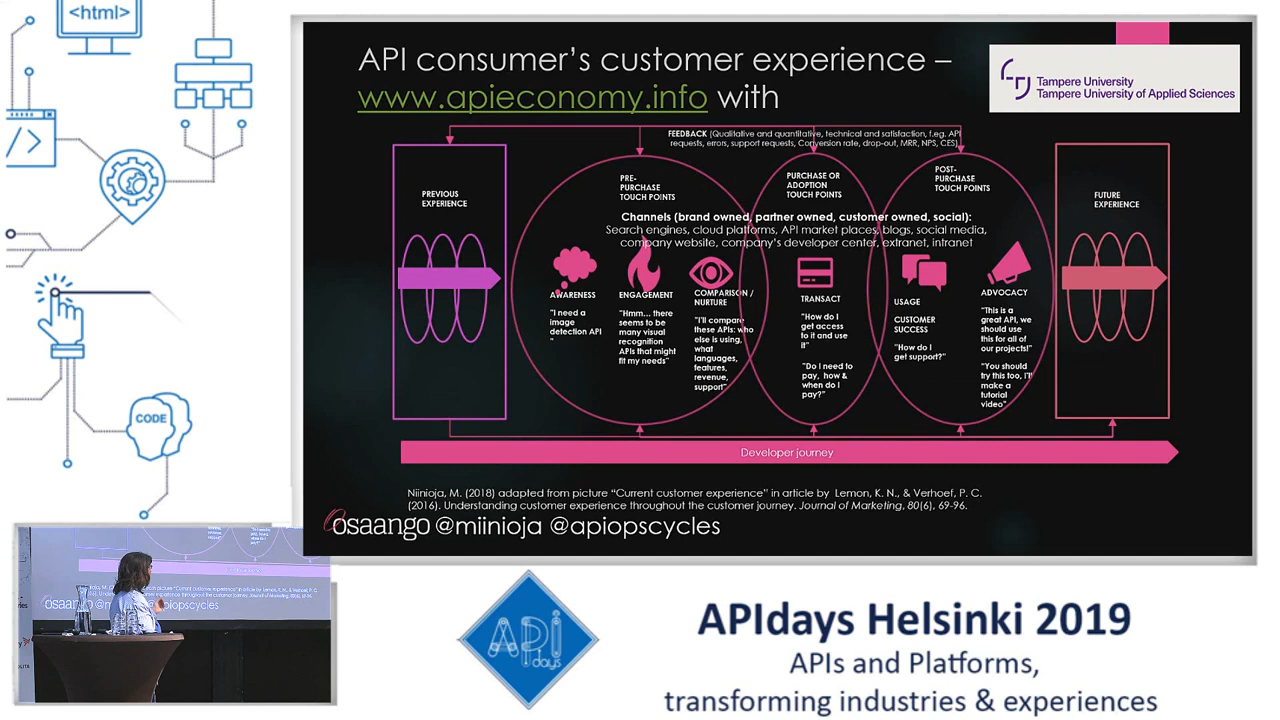 <html>
</>
CODE
API consumer's customer experience –
www.apieconomy.info with
Tampere University
Tampere University of Applied Sciences
FEEDBACK (Qualitative and quantitative, technical and satisfaction, f.eg. API
requests, errors, support requests, Conversion rate, drop-out, MRR, NPS, CES)
PREVIOUS
EXPERIENCE
PRE-
PURCHASE
TOUCH POINTS
PURCHASE OR
ADOPTION
TOUCH POINTS
POST-
PURCHASE
TOUCH POINTS
FUTURE
EXPERIENCE
Channels (brand owned, partner owned, customer owned, social):
Search engines, cloud platforms, API market places, blogs, social media,
company website, company's developer center, extranet, intranet
AWARENESS
"I need a
image
detection API
"
ENGAGEMENT
"Hmm... there
seems to be
many visual
recognition
APIs that might
fit my needs"
COMPARISON /
NURTURE
"I'll compare
these APIs: who
else is using,
what
languages,
features,
revenue,
support"
TRANSACT
"How do I
get access
to it and use
it"
"Do I need to
pay, how &
when do I
pay?"
USAGE
CUSTOMER
SUCCESS
"How do I
get support?"
ADVOCACY
"This is a
great API, we
should use
this for all of
our projects!"
"You should
try this too, I'll
make a
tutorial
video"
Developer journey
Niinioja, M. (2018) adapted from picture "Current customer experience" in article by Lemon, K. N., & Verhoef, P. C.
(2016). Understanding customer experience throughout the customer journey. Journal of Marketing, 80(6), 69-96.
osaango @miinioja @apiopscycles
API
days
APIdays Helsinki 2019
APIs and Platforms,
transforming industries & experiences